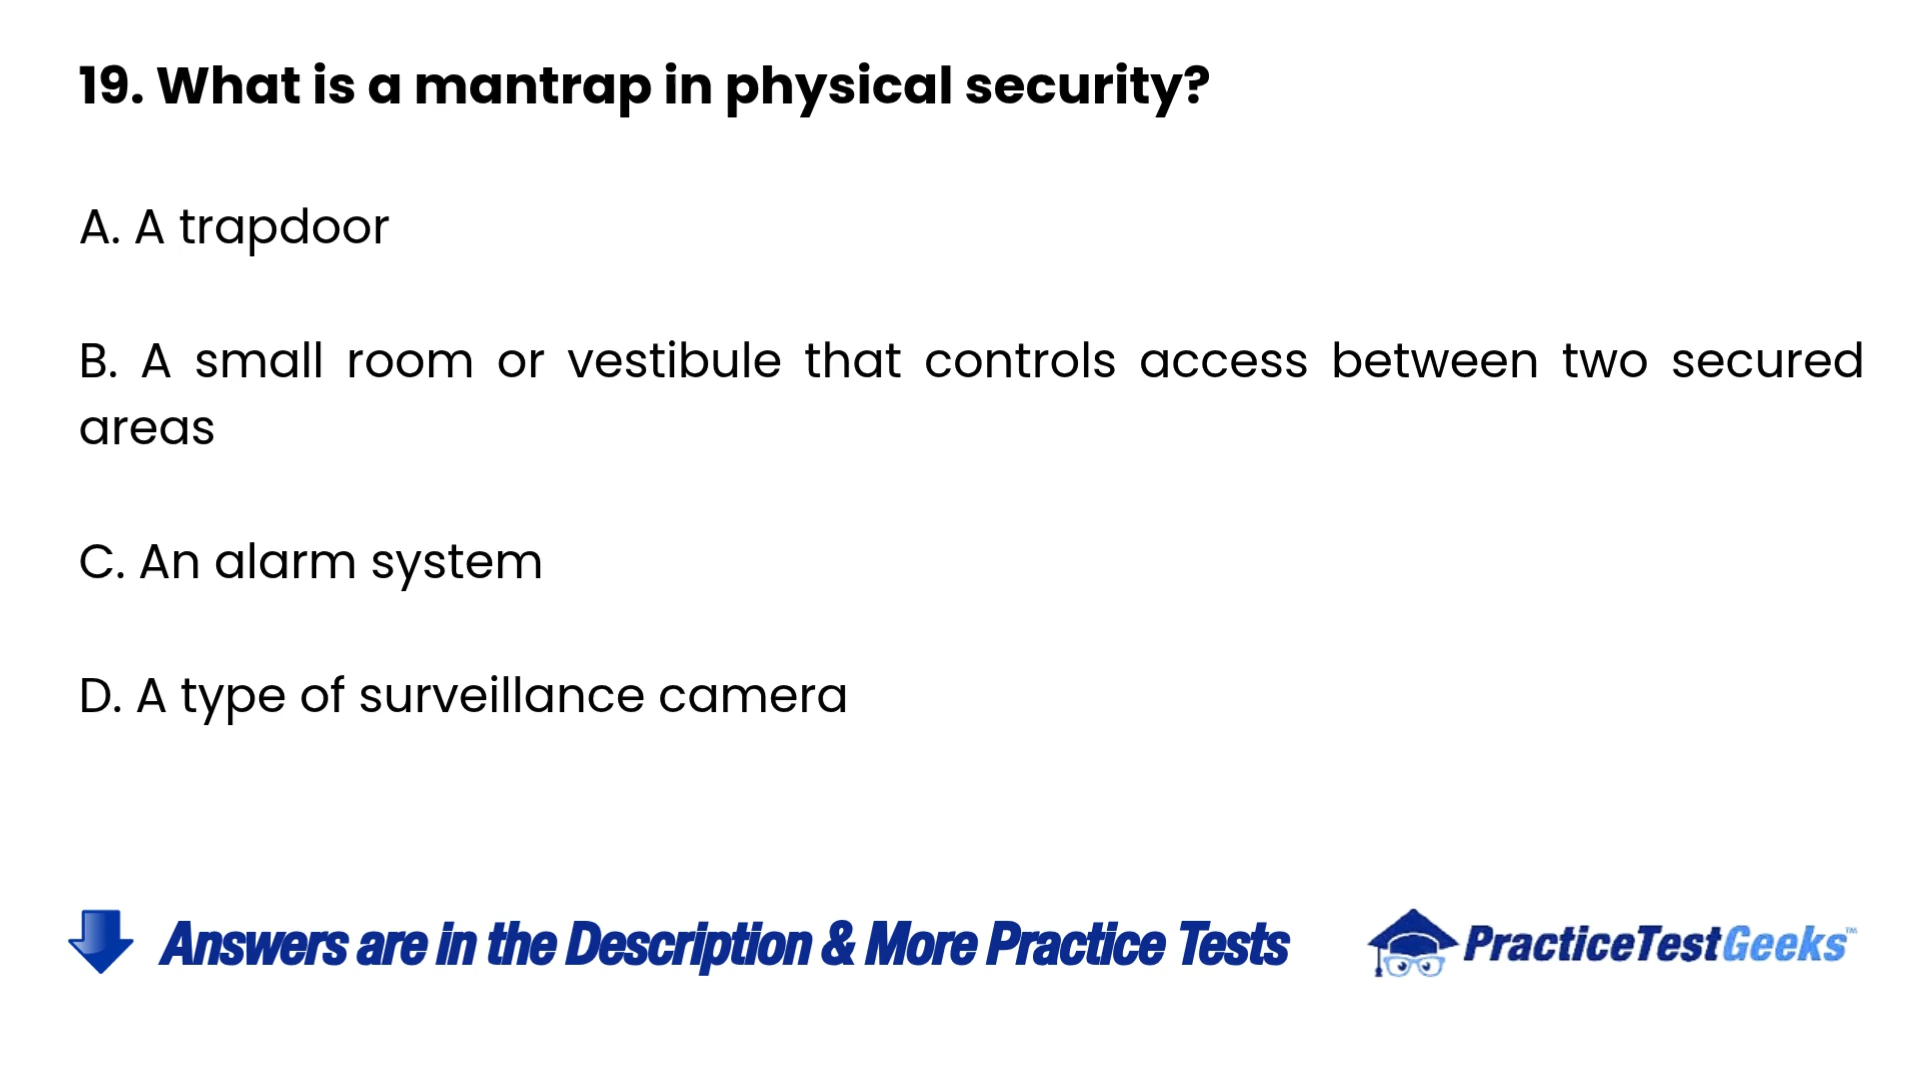 19. What is a mantrap in physical security?
A. A trapdoor
B. A small room or vestibule that controls access between two secured
areas
C. An alarm system
D. A type of surveillance camera
Answers are in the Description & More Practice Tests
PracticeTestGeeks™